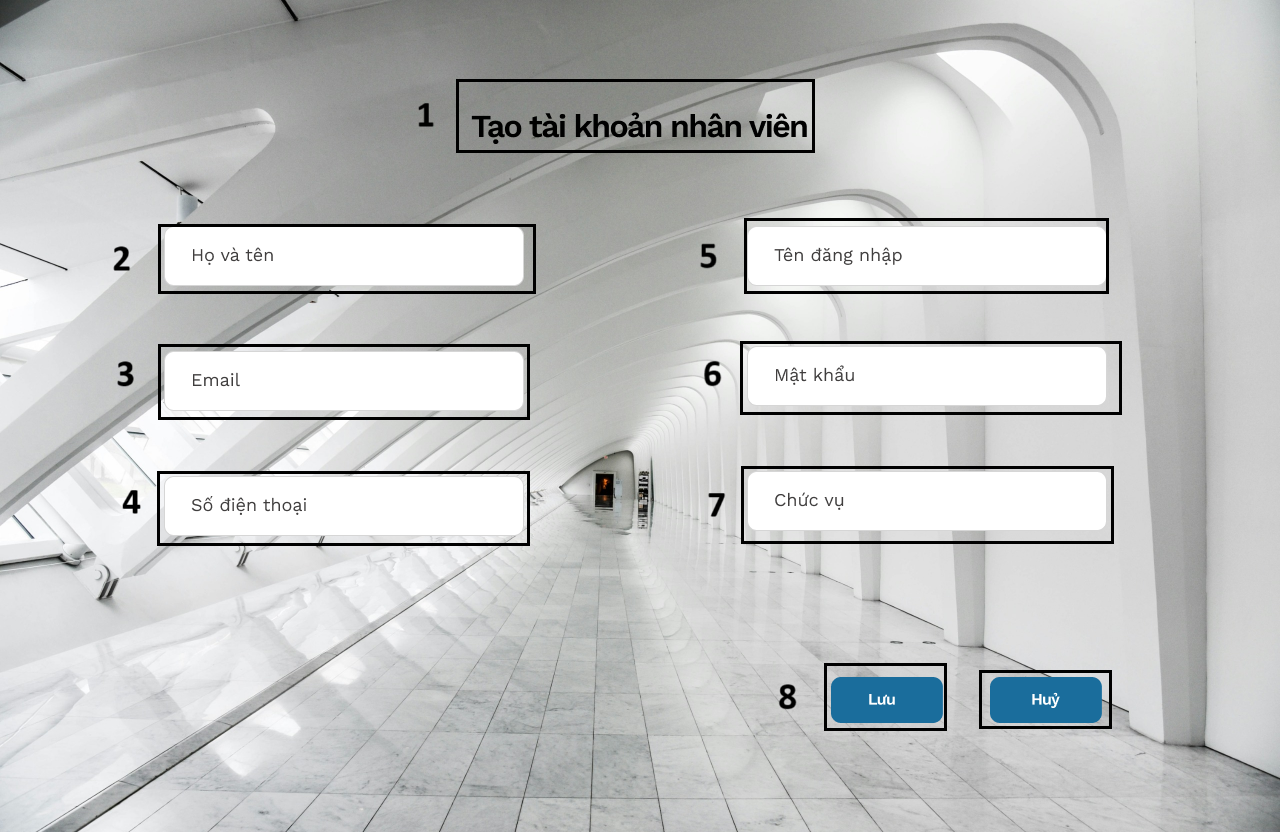 1 Tạo tài khoản nhân viên
2 Họ và tên
5 Tên đăng nhập
3 Email
6 Mật khẩu
4 Số điện thoại
7 Chức vụ
8 Lưu Huỷ